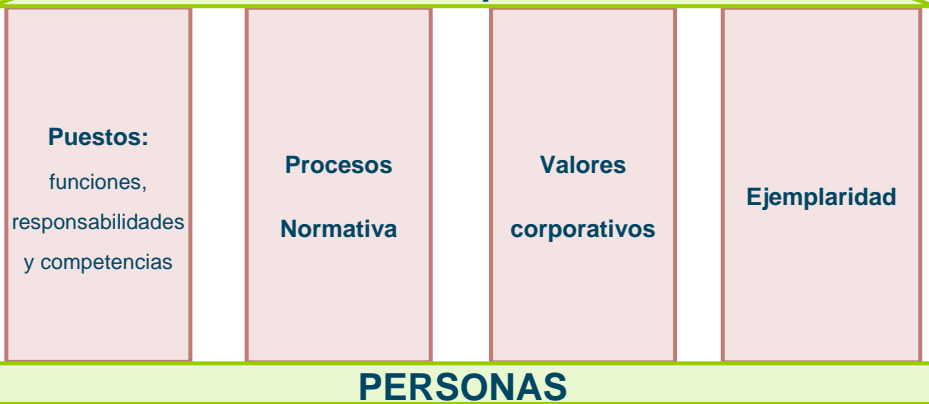 Puestos:
funciones,
responsabilidades
y competencias
Procesos
Normativa
Valores
corporativos
Ejemplaridad
PERSONAS